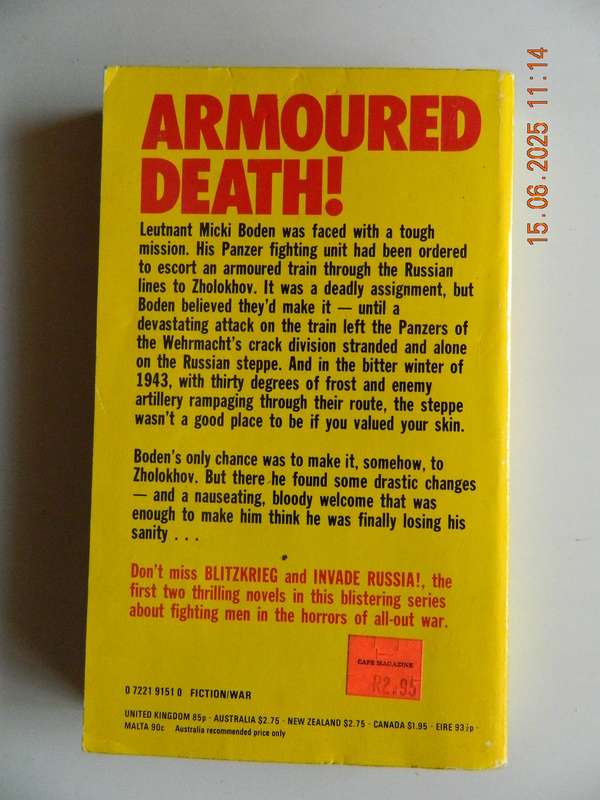 ARMOURED
DEATH!
Leutnant Micki Boden was faced with a tough
mission. His Panzer fighting unit had been ordered
to escort an armoured train through the Russian
lines to Zholokhov. It was a deadly assignment, but
Boden believed they'd make it — until a
devastating attack on the train left the Panzers of
the Wehrmacht's crack division stranded and alone
on the Russian steppe. And in the bitter winter of
1943, with thirty degrees of frost and enemy
artillery rampaging through their route, the steppe
wasn't a good place to be if you valued your skin.
Boden's only chance was to make it, somehow, to
Zholokhov. But there he found some drastic changes
— and a nauseating, bloody welcome that was
enough to make him think he was finally losing his
sanity . . .
Don't miss BLITZKRIEG and INVADE RUSSIA!, the
first two thrilling novels in this blistering series
about fighting men in the horrors of all-out war.
CAPE MAGAZINE
R2.95
0 7221 9151 0 FICTION/WAR
UNITED KINGDOM 85p · AUSTRALIA $2.75 · NEW ZEALAND $2.75 · CANADA $1.95 · EIRE 93½p ·
MALTA 90c Australia recommended price only
15.06.2025 11:14